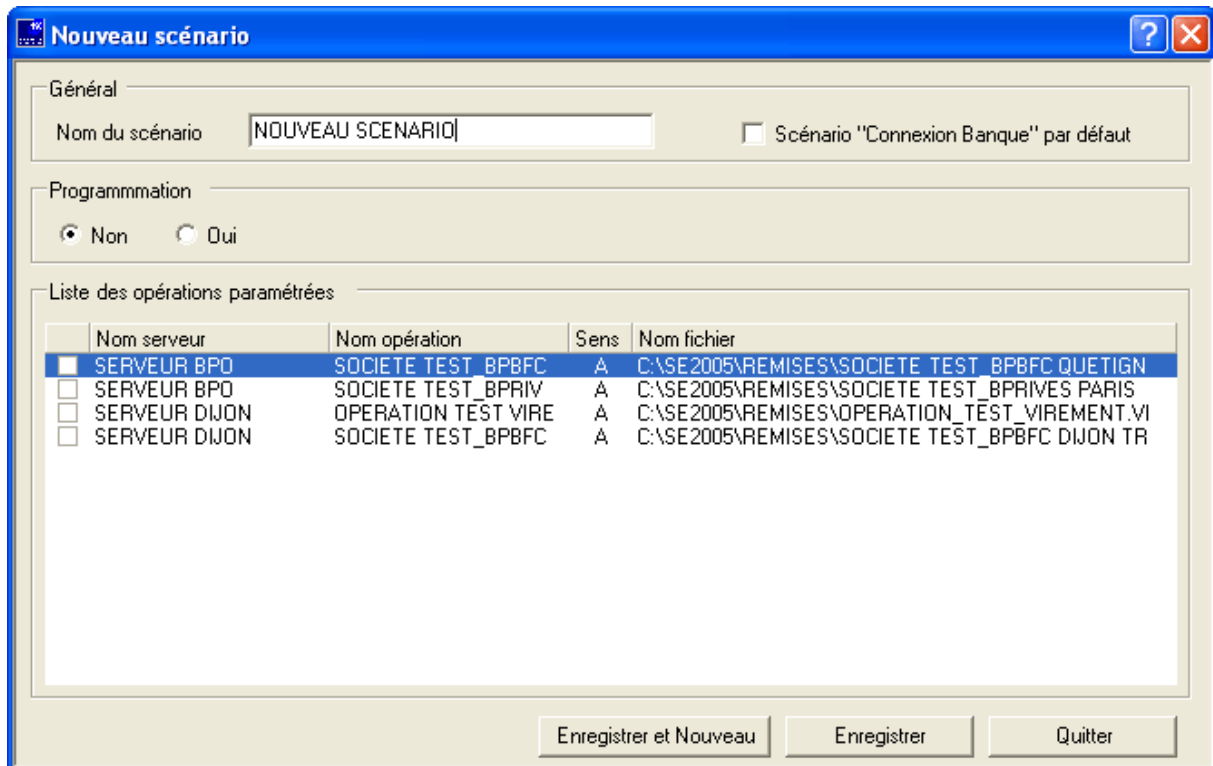 Nouveau scénario
Général
Nom du scénario NOUVEAU SCENARIO Scénario "Connexion Banque" par défaut
Programmmation
Non Oui
Liste des opérations paramétrées
Nom serveur Nom opération Sens Nom fichier
SERVEUR BPO SOCIETE TEST_BPBFC A C:\SE2005\REMISES\SOCIETE TEST_BPBFC QUETIGN
SERVEUR BPO SOCIETE TEST_BPRIV A C:\SE2005\REMISES\SOCIETE TEST_BPRIVES PARIS
SERVEUR DIJON OPERATION TEST VIRE A C:\SE2005\REMISES\OPERATION_TEST_VIREMENT.VI
SERVEUR DIJON SOCIETE TEST_BPBFC A C:\SE2005\REMISES\SOCIETE TEST_BPBFC DIJON TR
Enregistrer et Nouveau Enregistrer Quitter